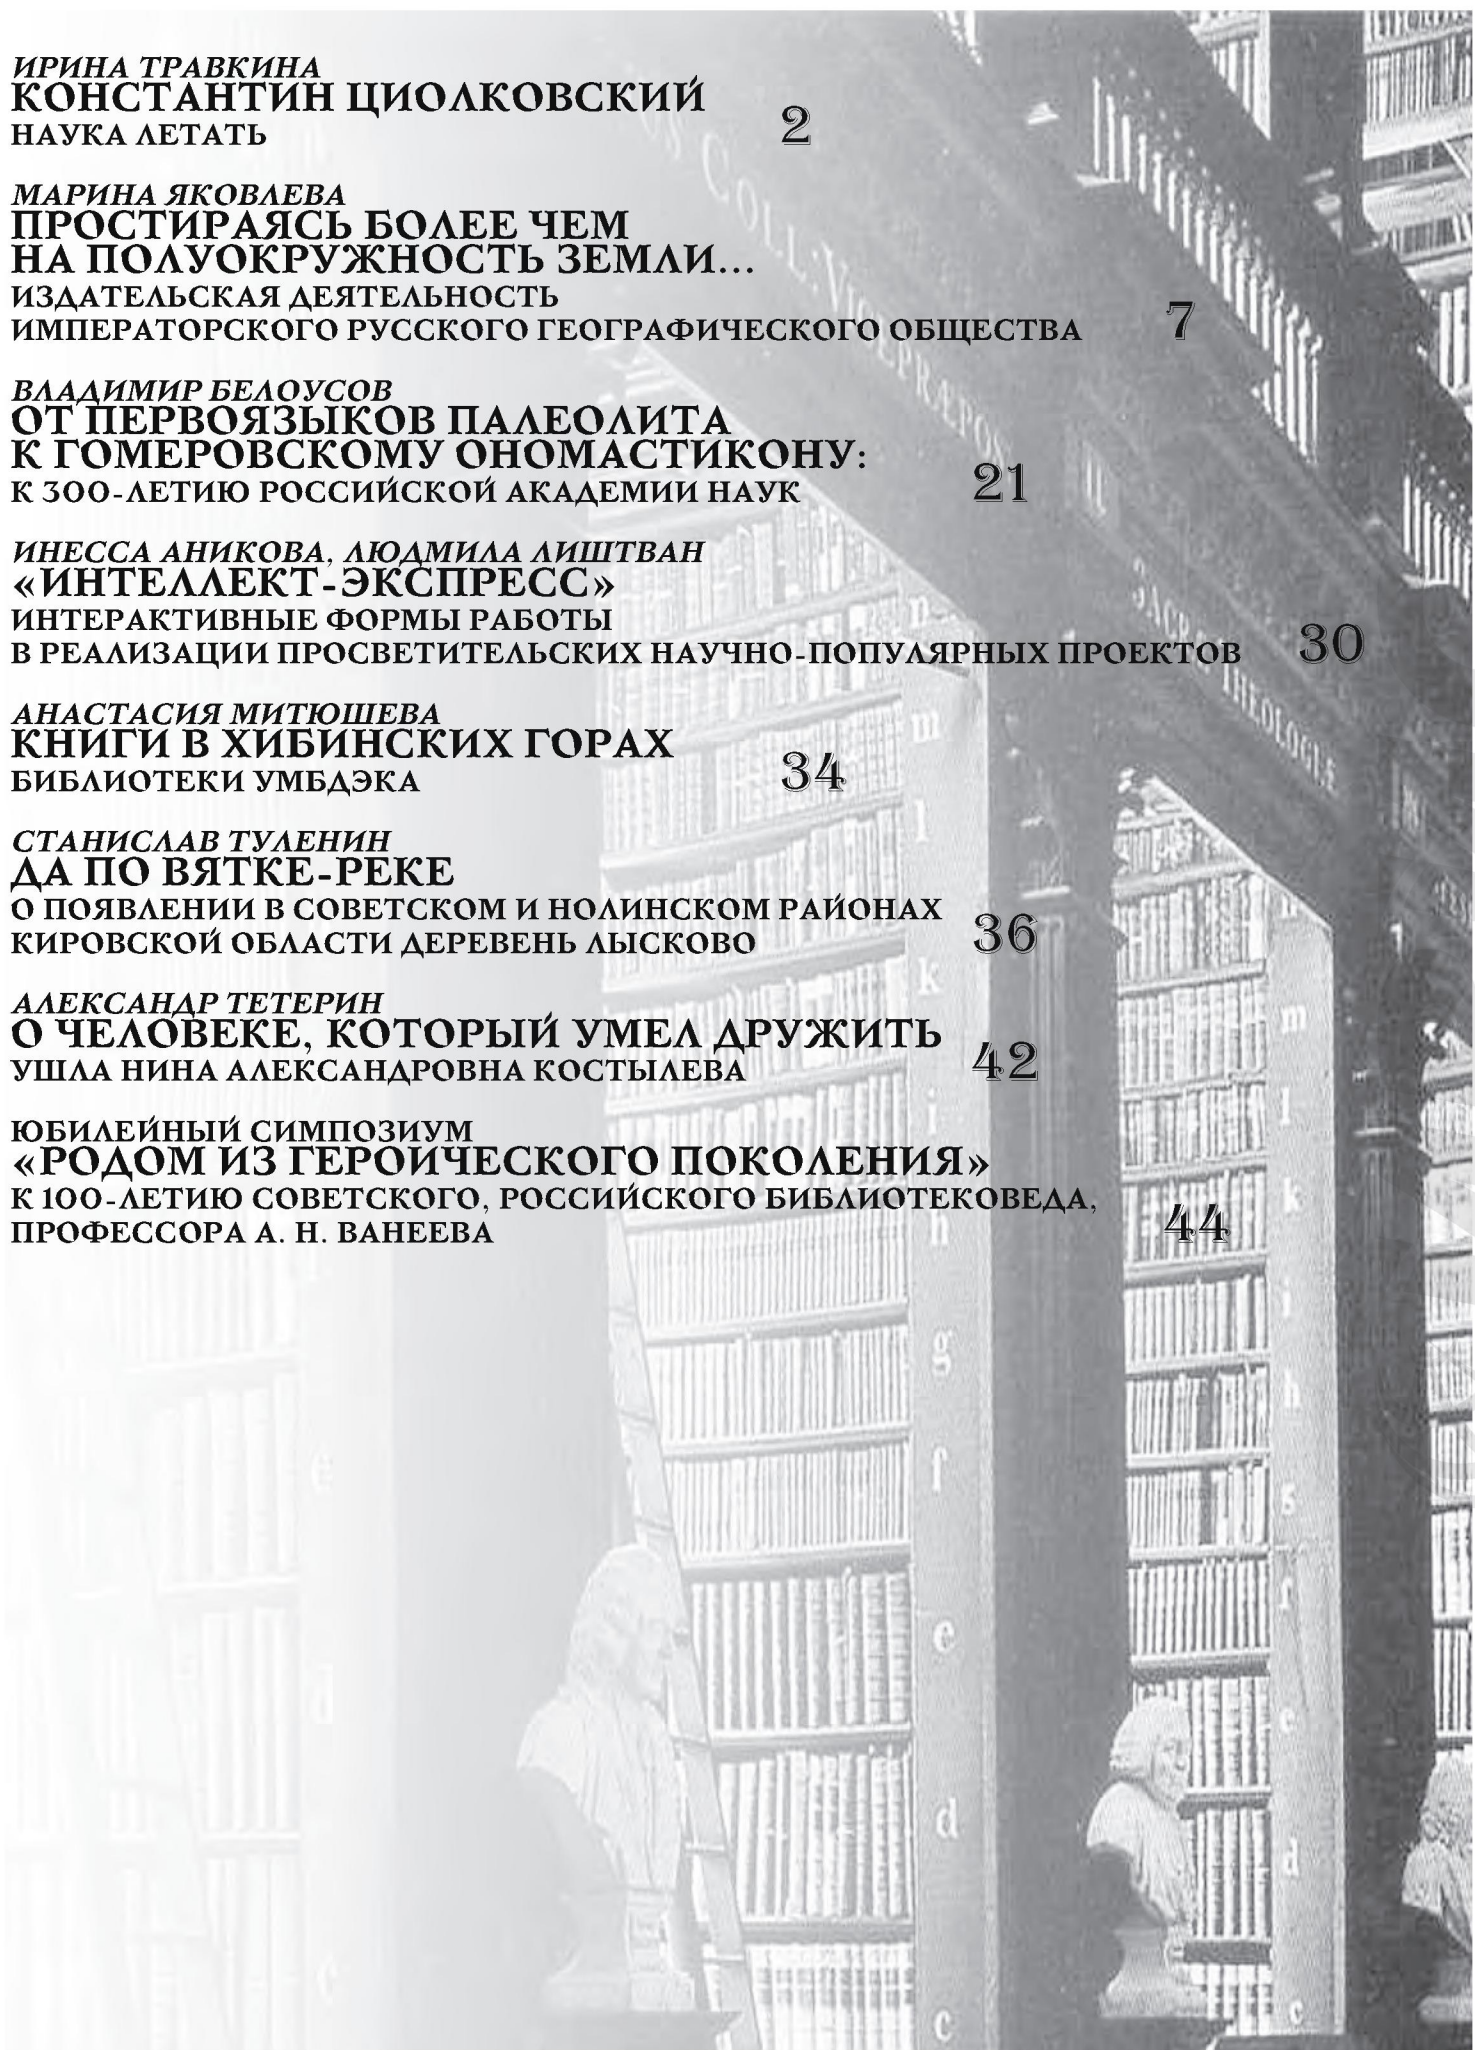 ИРИНА ТРАВКИНА
КОНСТАНТИН ЦИОЛКОВСКИЙ
НАУКА ЛЕТАТЬ 2
МАРИНА ЯКОВЛЕВА
ПРОСТИРАЯСЬ БОЛЕЕ ЧЕМ
НА ПОЛУОКРУЖНОСТЬ ЗЕМЛИ...
ИЗДАТЕЛЬСКАЯ ДЕЯТЕЛЬНОСТЬ
ИМПЕРАТОРСКОГО РУССКОГО ГЕОГРАФИЧЕСКОГО ОБЩЕСТВА 7
ВЛАДИМИР БЕЛОУСОВ
ОТ ПЕРВОЯЗЫКОВ ПАЛЕОЛИТА
К ГОМЕРОВСКОМУ ОНОМАСТИКОНУ:
К 300-ЛЕТИЮ РОССИЙСКОЙ АКАДЕМИИ НАУК 21
ИНЕССА АНИКОВА, ЛЮДМИЛА ЛИШТВАН
«ИНТЕЛЛЕКТ-ЭКСПРЕСС»
ИНТЕРАКТИВНЫЕ ФОРМЫ РАБОТЫ
В РЕАЛИЗАЦИИ ПРОСВЕТИТЕЛЬСКИХ НАУЧНО-ПОПУЛЯРНЫХ ПРОЕКТОВ 30
АНАСТАСИЯ МИТЮШЕВА
КНИГИ В ХИБИНСКИХ ГОРАХ
БИБЛИОТЕКИ УМБДЭКА 34
СТАНИСЛАВ ТУЛЕНИН
ДА ПО ВЯТКЕ-РЕКЕ
О ПОЯВЛЕНИИ В СОВЕТСКОМ И НОЛИНСКОМ РАЙОНАХ
КИРОВСКОЙ ОБЛАСТИ ДЕРЕВЕНЬ ЛЫСКОВО 36
АЛЕКСАНДР ТЕТЕРИН
О ЧЕЛОВЕКЕ, КОТОРЫЙ УМЕЛ ДРУЖИТЬ
УШЛА НИНА АЛЕКСАНДРОВНА КОСТЫЛЕВА 42
ЮБИЛЕЙНЫЙ СИМПОЗИУМ
«РОДОМ ИЗ ГЕРОИЧЕСКОГО ПОКОЛЕНИЯ»
К 100-ЛЕТИЮ СОВЕТСКОГО, РОССИЙСКОГО БИБЛИОТЕКОВЕДА,
ПРОФЕССОРА А. Н. ВАНЕЕВА 44